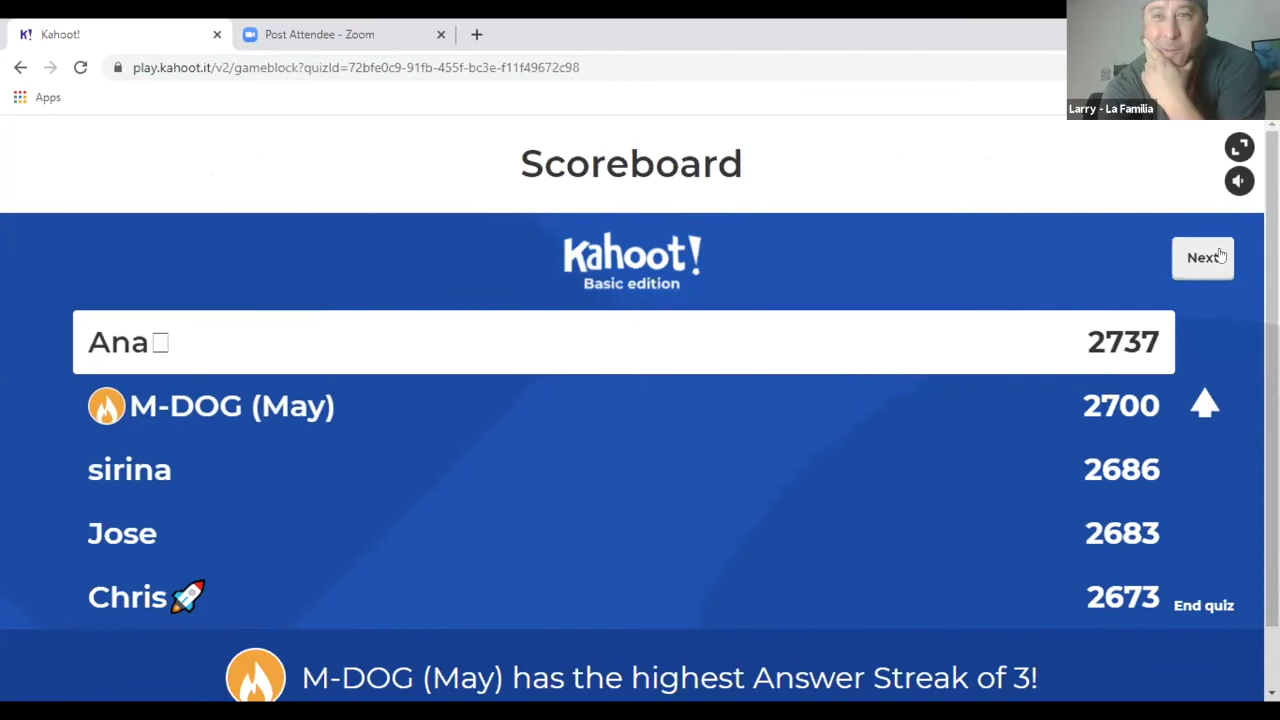 Kahoot!
Post Attendee - Zoom
play.kahoot.it/v2/gameblock?quizId=72bfe0c9-91fb-455f-bc3e-f11f49672c98
Apps
Larry - La Familia
Scoreboard
Kahoot!
Basic edition
Next
Ana 2737
M-DOG (May) 2700
sirina 2686
Jose 2683
Chris🚀 2673
End quiz
M-DOG (May) has the highest Answer Streak of 3!